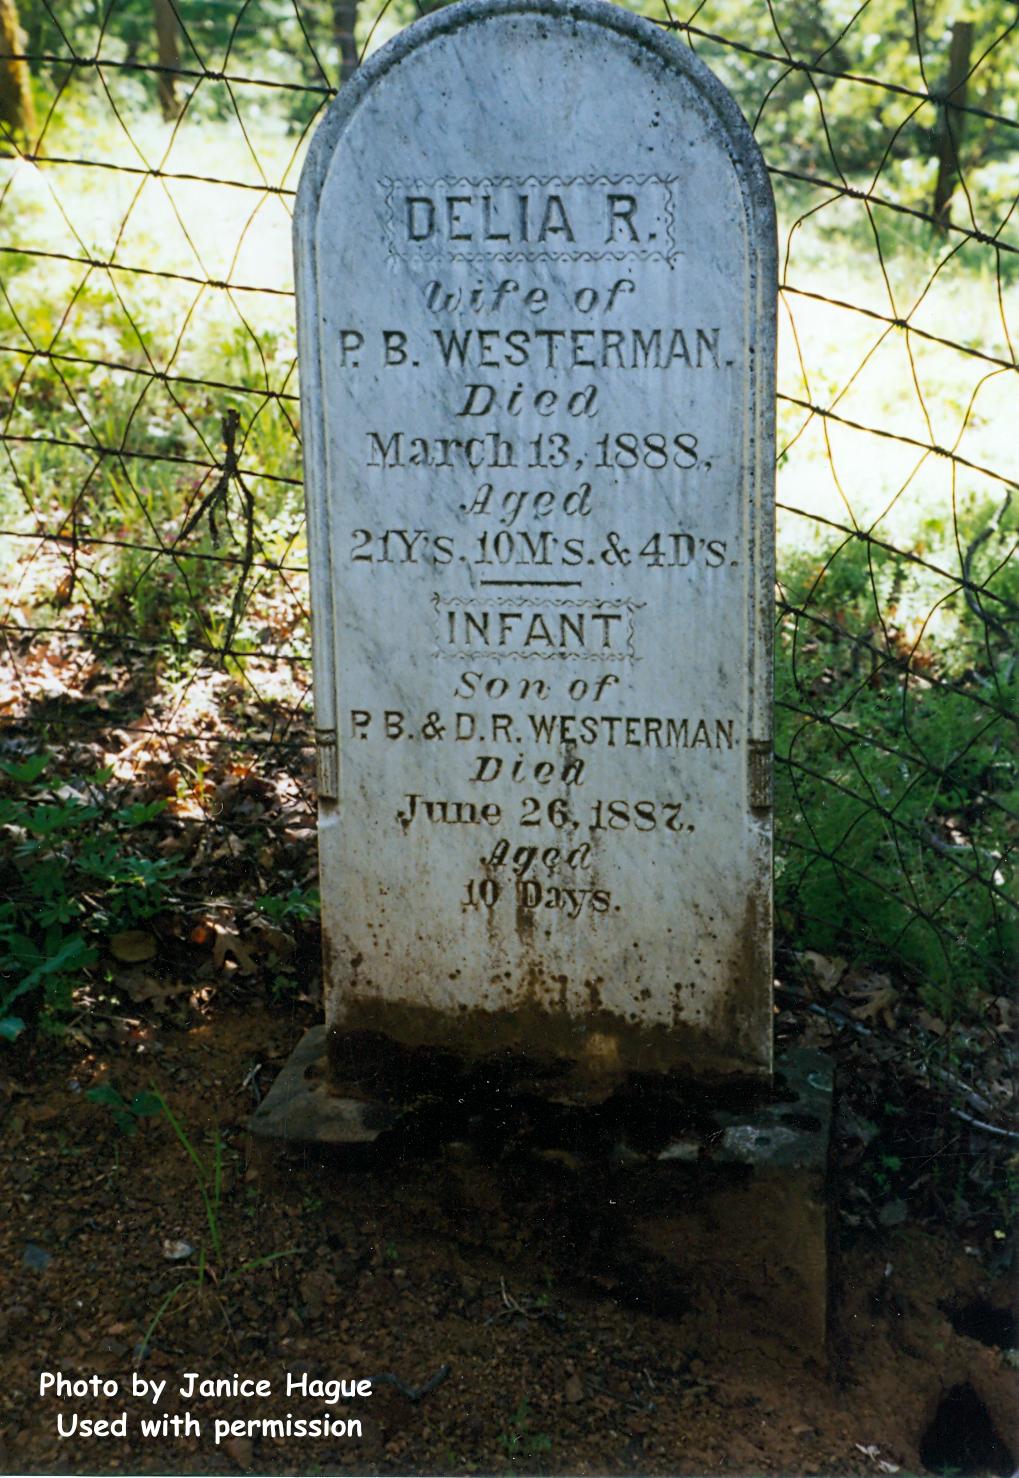 DELIA R.
Wife of
P. B. WESTERMAN.
Died
March 13, 1888,
Aged
21Y's. 10M's. & 4D's.
INFANT
Son of
P. B. & D. R. WESTERMAN.
Died
June 26, 1887,
Aged
10 Days.
Photo by Janice Hague
Used with permission